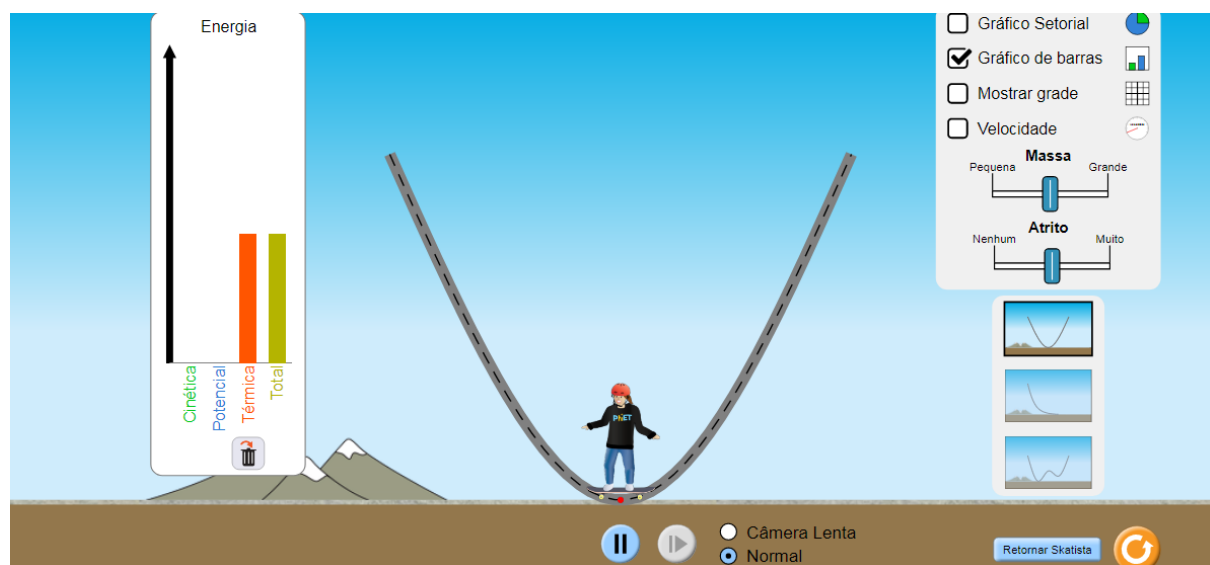 Energia
Cinética
Potencial
Térmica
Total
PhET
Gráfico Setorial
Gráfico de barras
Mostrar grade
Velocidade
Massa
Pequena
Grande
Atrito
Nenhum
Muito
Câmera Lenta
Normal
Retornar Skatista